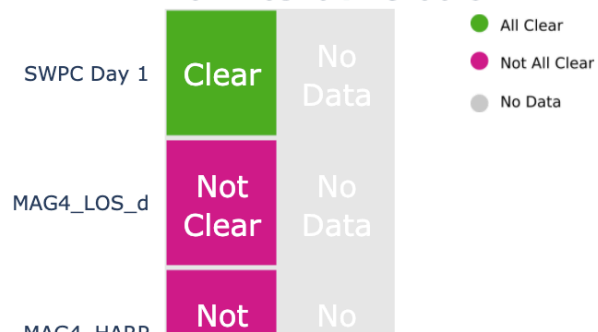 All Clear
Not All Clear
No Data
SWPC Day 1
Clear
No
Data
MAG4_LOS_d
Not
Clear
No
Data
Not
No